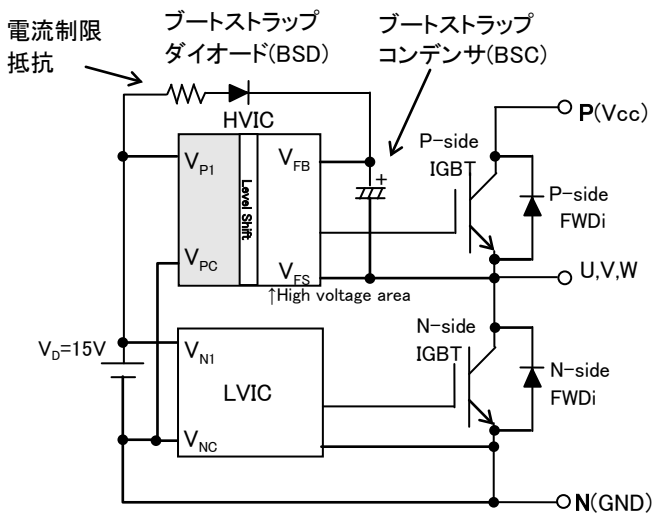 電流制限
抵抗
ブートストラップ
ダイオード(BSD)
ブートストラップ
コンデンサ(BSC)
HVIC
P(Vcc)
P-side
IGBT
VP1
VFB
+
Level Shift
P-side
FWDi
VPC
VFS
↑High voltage area
U,V,W
N-side
IGBT
VD=15V
VN1
LVIC
N-side
FWDi
VNC
N(GND)